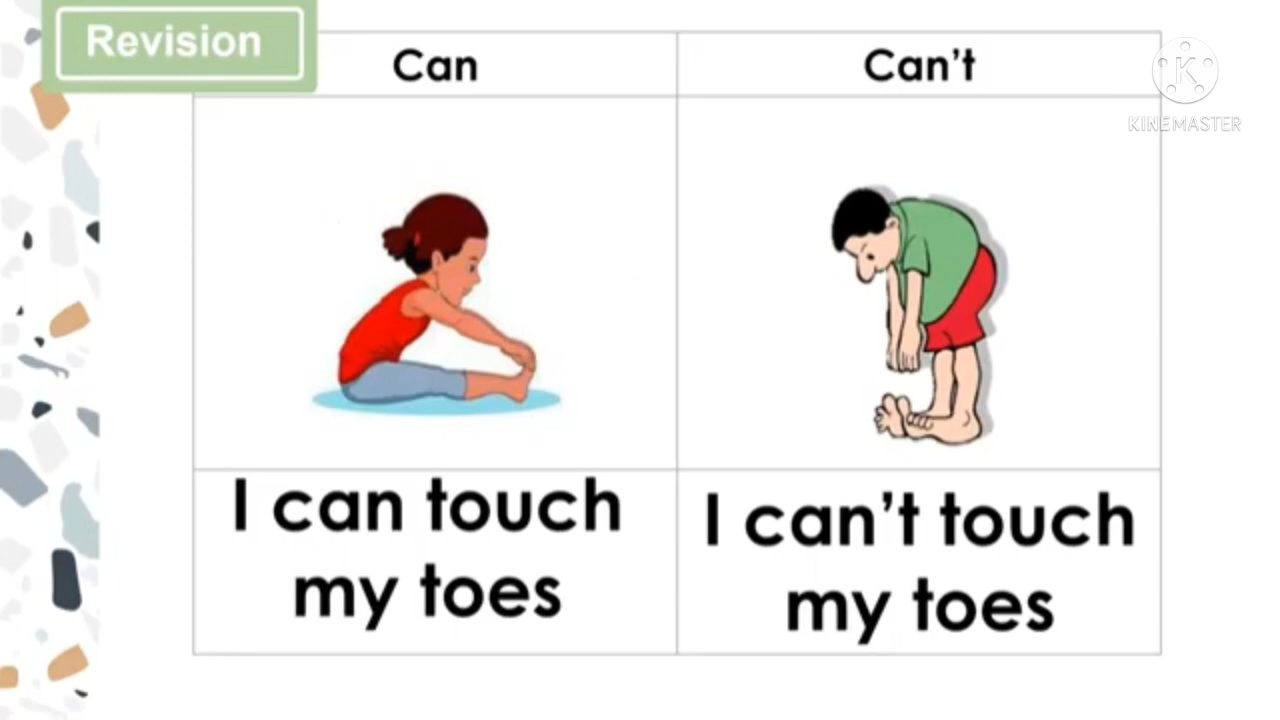 Revision
Can
Can't
KINEMASTER
I can touch
my toes
I can't touch
my toes